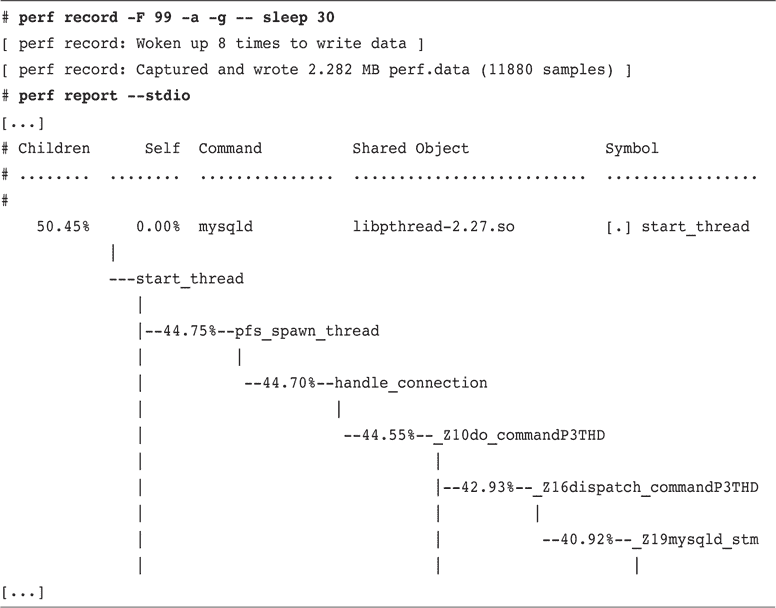 # perf record -F 99 -a -g -- sleep 30
[ perf record: Woken up 8 times to write data ]
[ perf record: Captured and wrote 2.282 MB perf.data (11880 samples) ]
# perf report --stdio
[...]
# Children      Self  Command          Shared Object              Symbol
# ........  ........  ...............  .........................  .................
#
    50.45%     0.00%  mysqld           libpthread-2.27.so         [.] start_thread
            |
            ---start_thread
               |
               |--44.75%--pfs_spawn_thread
               |          |
               |           --44.70%--handle_connection
               |                     |
               |                      --44.55%--_Z10do_commandP3THD
               |                                |
               |                                |--42.93%--_Z16dispatch_commandP3THD
               |                                |          |
               |                                |           --40.92%--_Z19mysqld_stm
               |                                |                     |
[...]